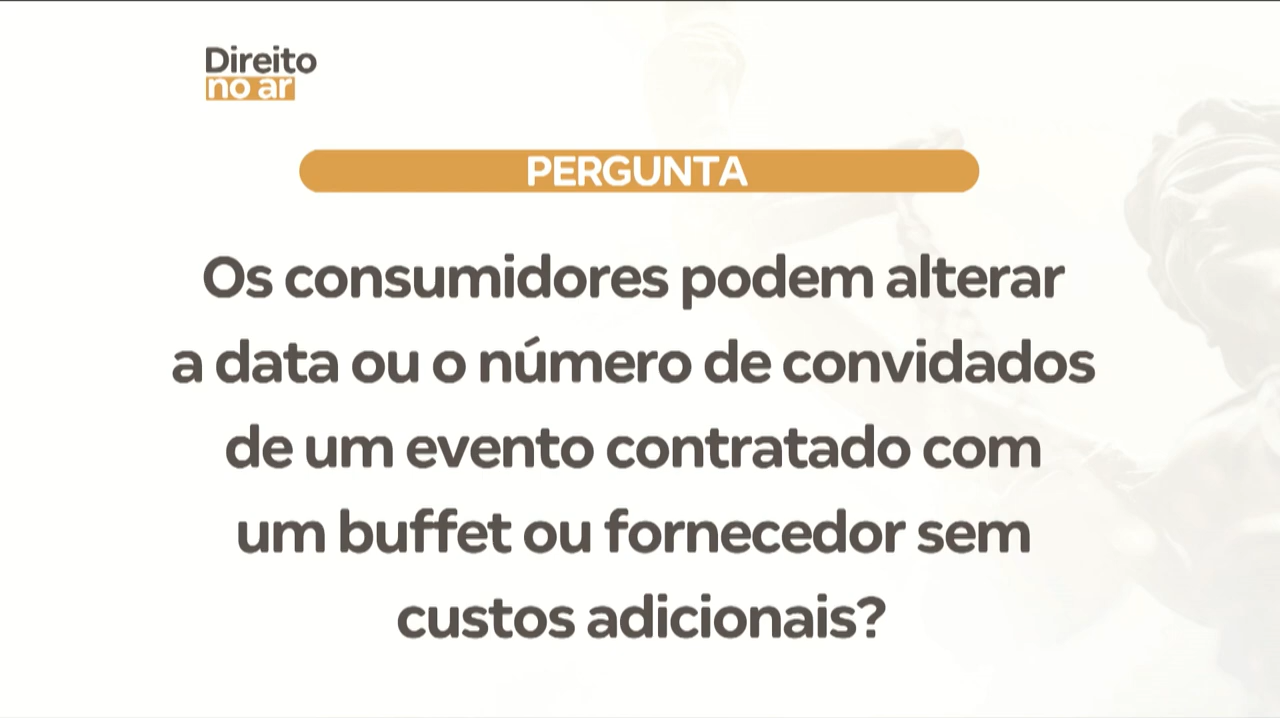 Direito
no ar
PERGUNTA
Os consumidores podem alterar
a data ou o número de convidados
de um evento contratado com
um buffet ou fornecedor sem
custos adicionais?